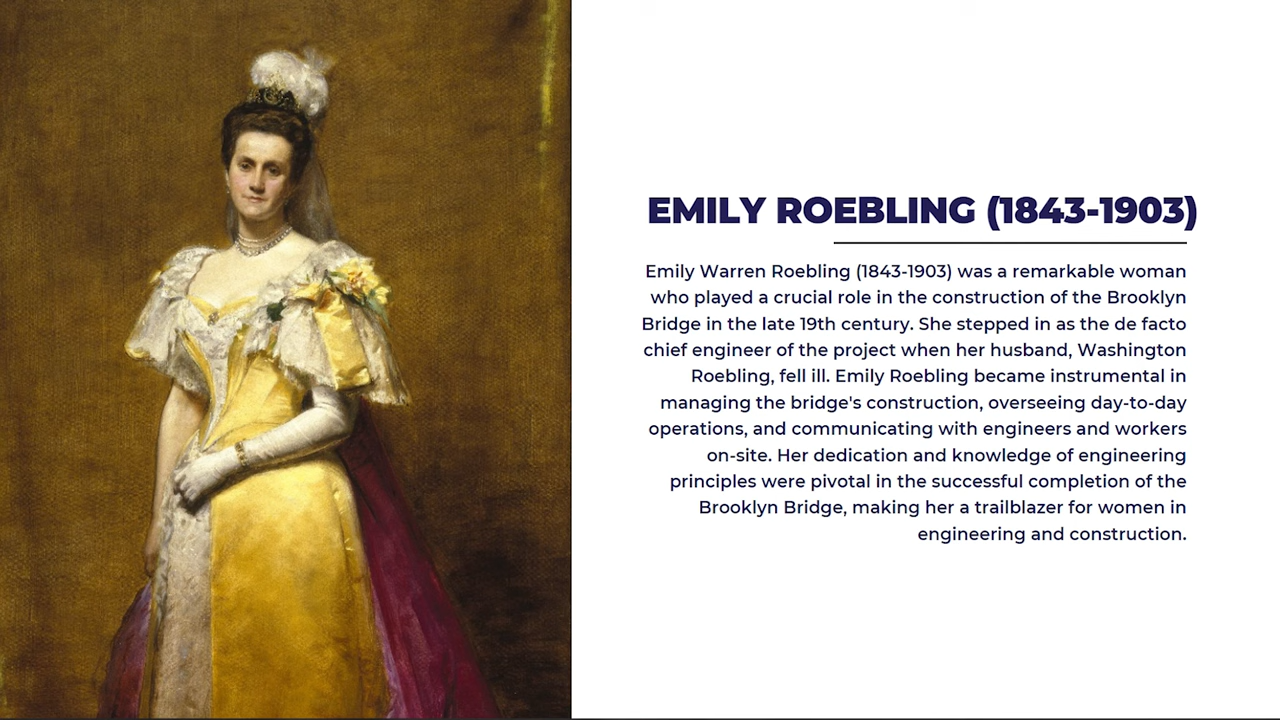 EMILY ROEBLING (1843-1903)
Emily Warren Roebling (1843-1903) was a remarkable woman
who played a crucial role in the construction of the Brooklyn
Bridge in the late 19th century. She stepped in as the de facto
chief engineer of the project when her husband, Washington
Roebling, fell ill. Emily Roebling became instrumental in
managing the bridge's construction, overseeing day-to-day
operations, and communicating with engineers and workers
on-site. Her dedication and knowledge of engineering
principles were pivotal in the successful completion of the
Brooklyn Bridge, making her a trailblazer for women in
engineering and construction.